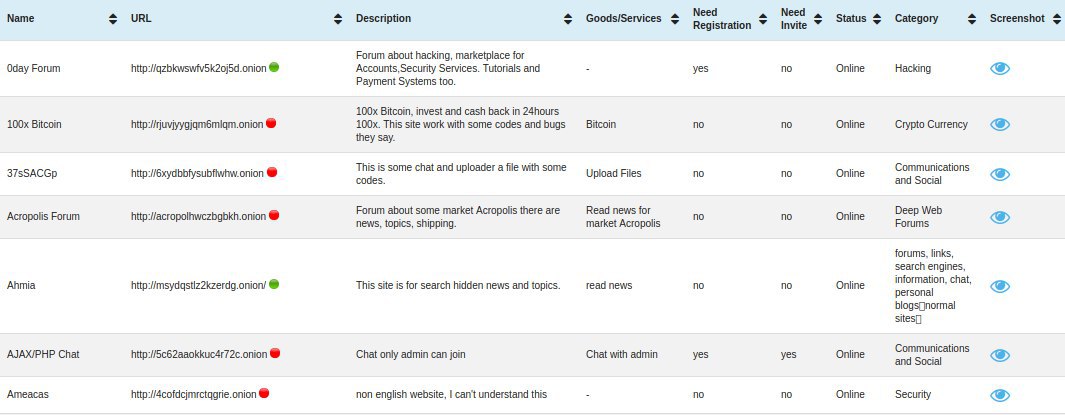 Name URL Description Goods/Services Need Registration Need Invite Status Category Screenshot
0day Forum http://qzbkwswfv5k2oj5d.onion Forum about hacking, marketplace for Accounts,Security Services. Tutorials and Payment Systems too. - yes no Online Hacking
100x Bitcoin http://rjuvjyygjqm6mlqm.onion 100x Bitcoin, invest and cash back in 24hours 100x. This site work with some codes and bugs they say. Bitcoin no no Online Crypto Currency
37sSACGp http://6xydbbfysubflwhw.onion This is some chat and uploader a file with some codes. Upload Files no no Online Communications and Social
Acropolis Forum http://acropolhwczbgbkh.onion Forum about some market Acropolis there are news, topics, shipping. Read news for market Acropolis no no Online Deep Web Forums
Ahmia http://msydqstlz2kzerdg.onion/ This site is for search hidden news and topics. read news no no Online forums, links, search engines, information, chat, personal blogs normal sites
AJAX/PHP Chat http://5c62aaokkuc4r72c.onion Chat only admin can join Chat with admin yes yes Online Communications and Social
Ameacas http://4cofdcjmrctqgrie.onion non english website, I can't understand this - no no Online Security